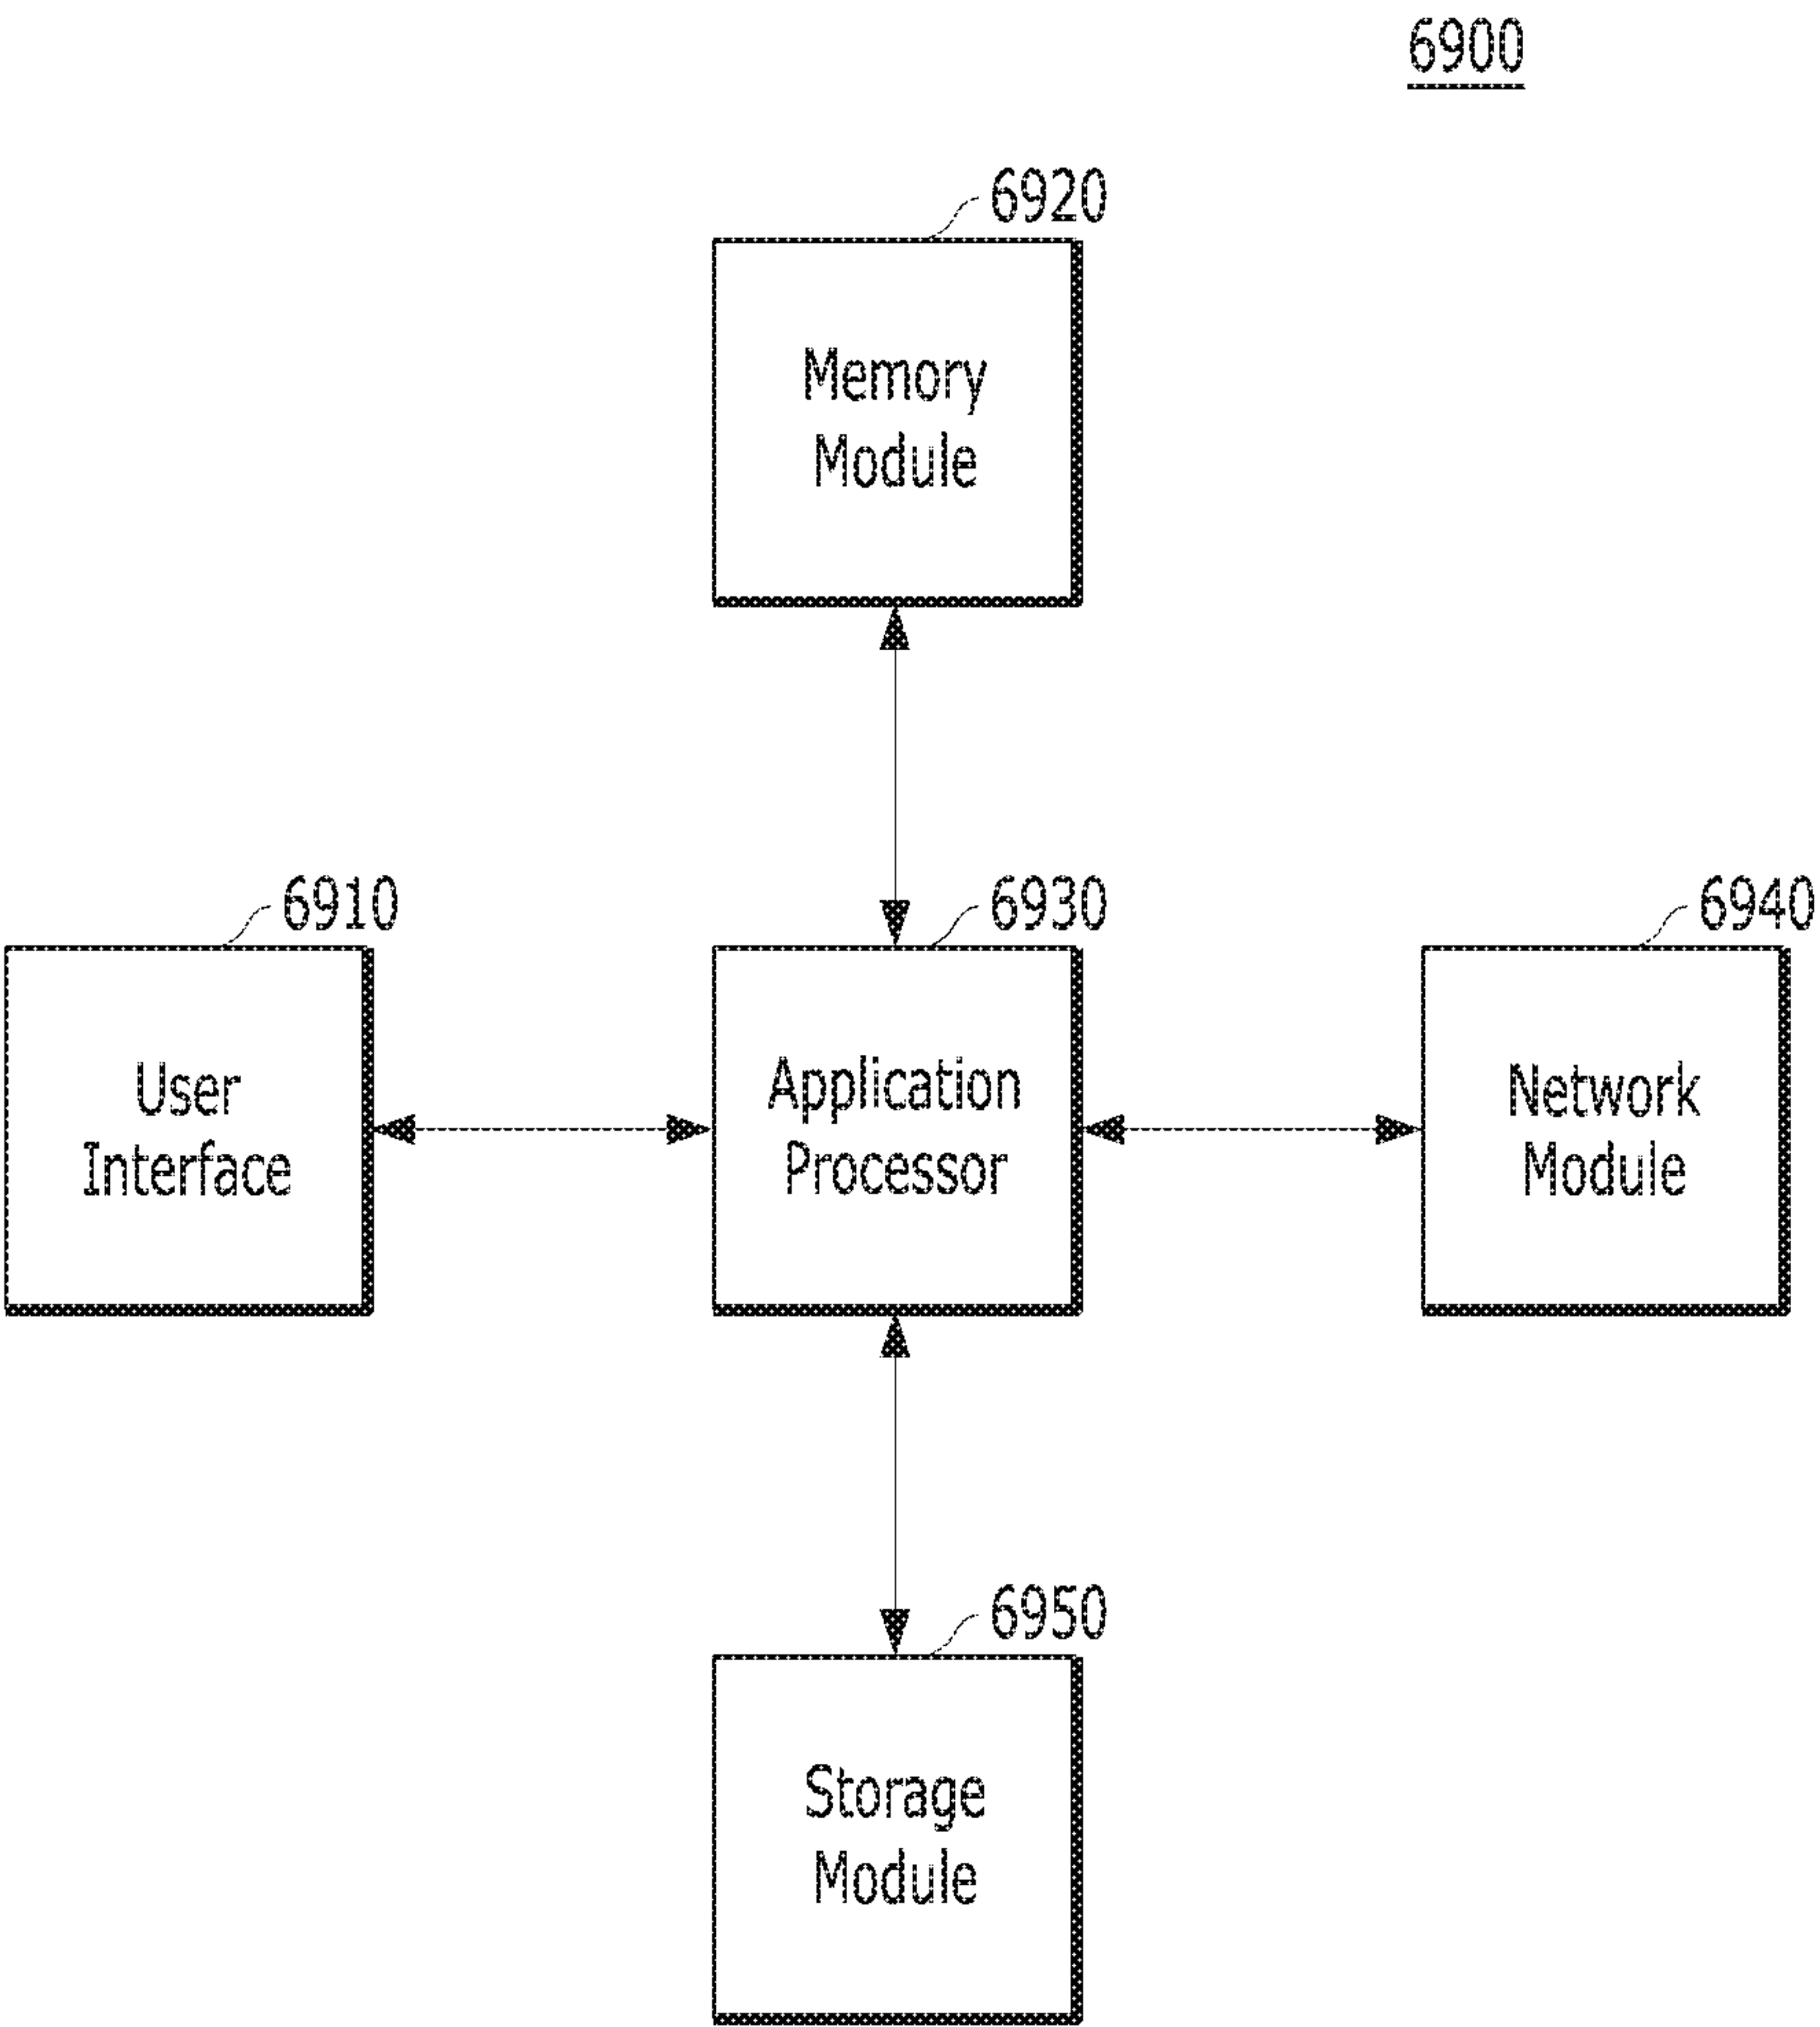 6900
6920
Memory
Module
6910
6930
6940
User
Interface
Application
Processor
Network
Module
6950
Storage
Module